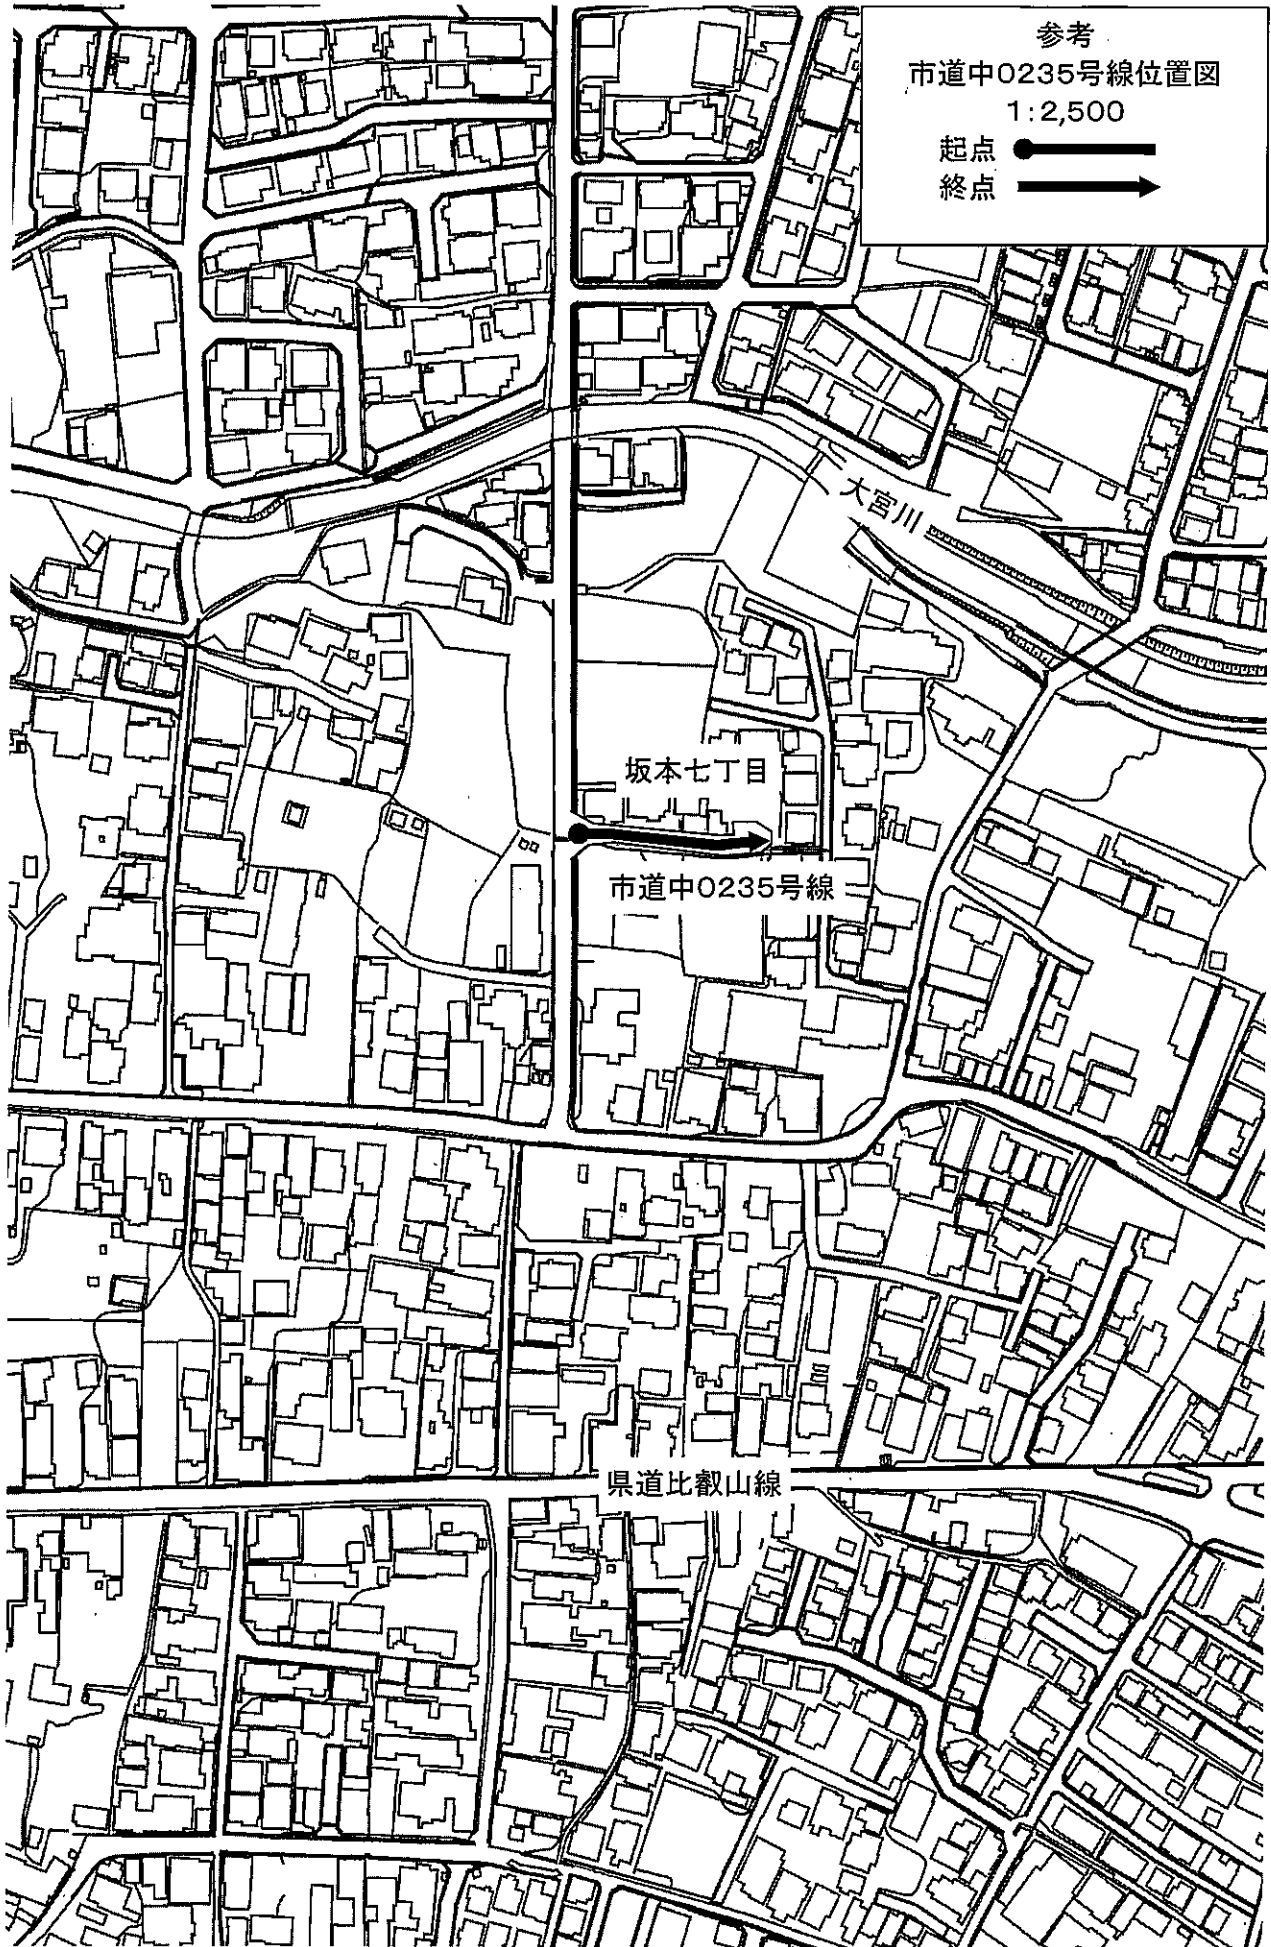 参考
市道中0235号線位置図
1:2,500
起点
終点
大宮川
坂本七丁目
市道中0235号線
県道比叡山線